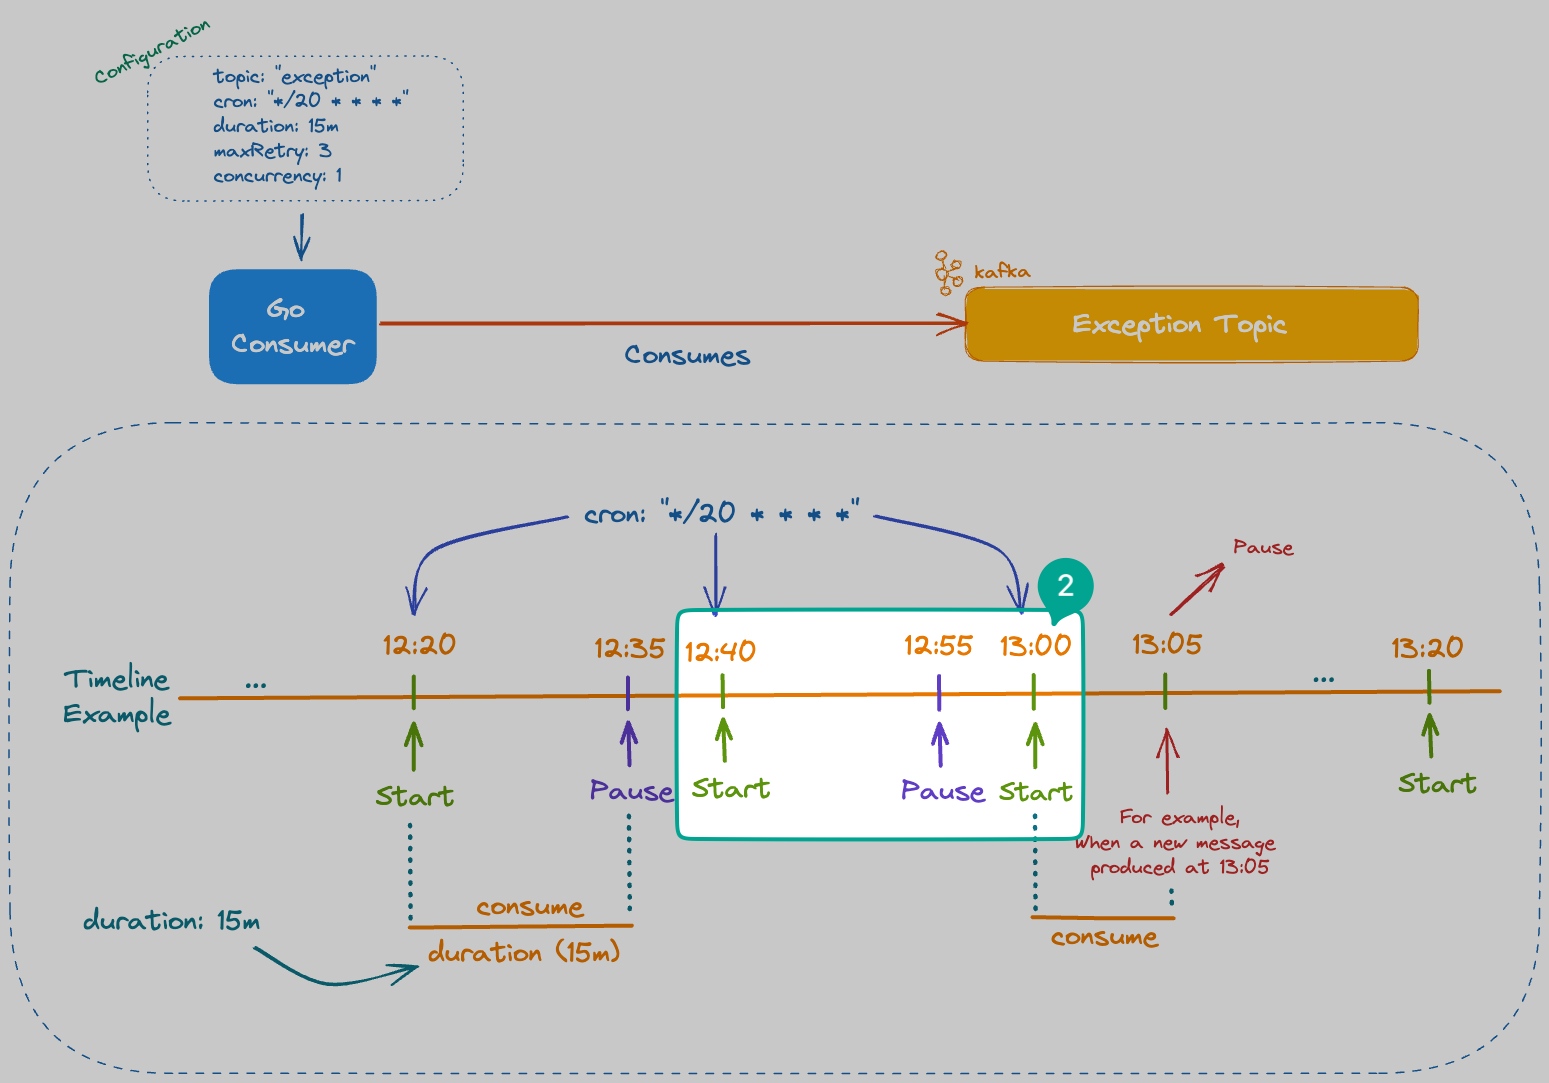 Configuration
topic: "exception"
cron: "*/20 * * * *"
duration: 15m
maxRetry: 3
concurrency: 1
Go
Consumer
Consumes
kafka
Exception Topic
cron: "*/20 * * * *"
Pause
2
12:20
12:35
12:40
12:55
13:00
13:05
13:20
Timeline
Example
...
...
Start
Pause
Start
Pause
Start
Start
For example,
when a new message
produced at 13:05
duration: 15m
consume
duration (15m)
consume